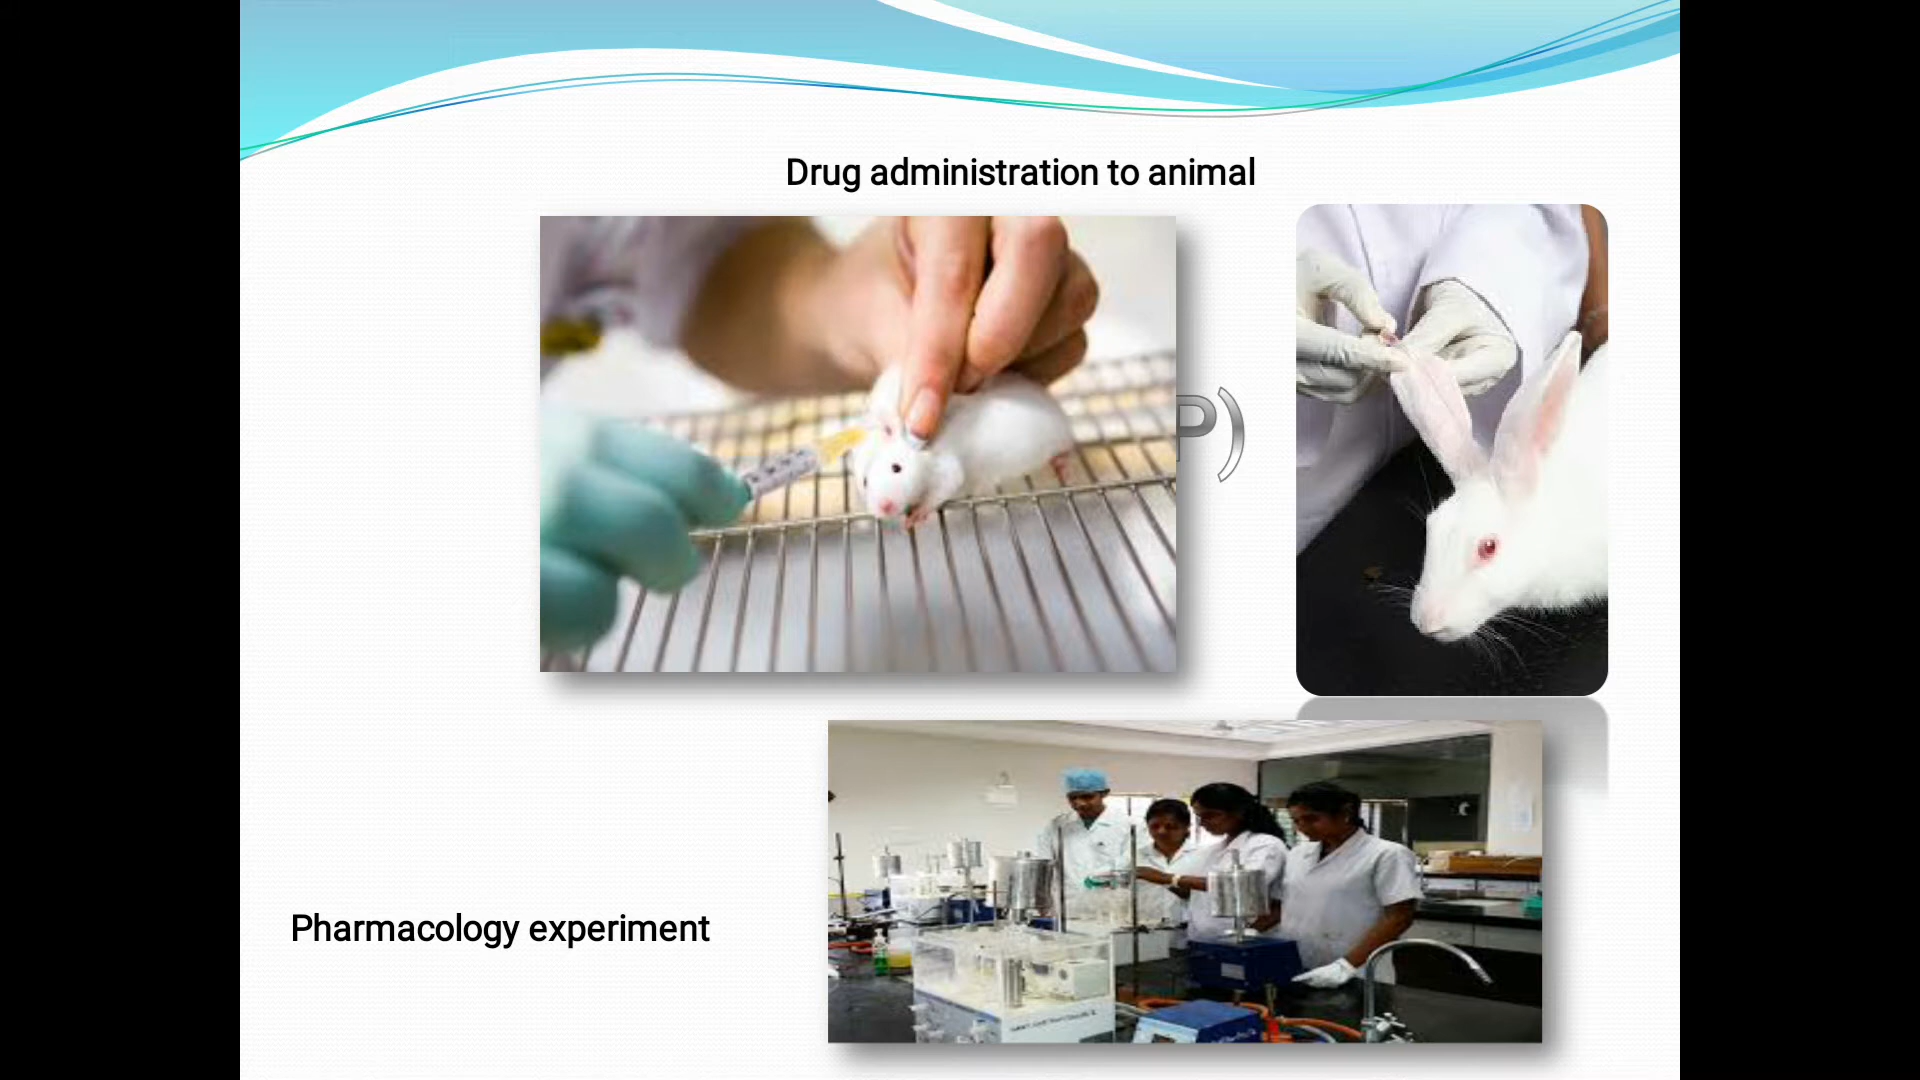 Drug administration to animal
P)
Pharmacology experiment